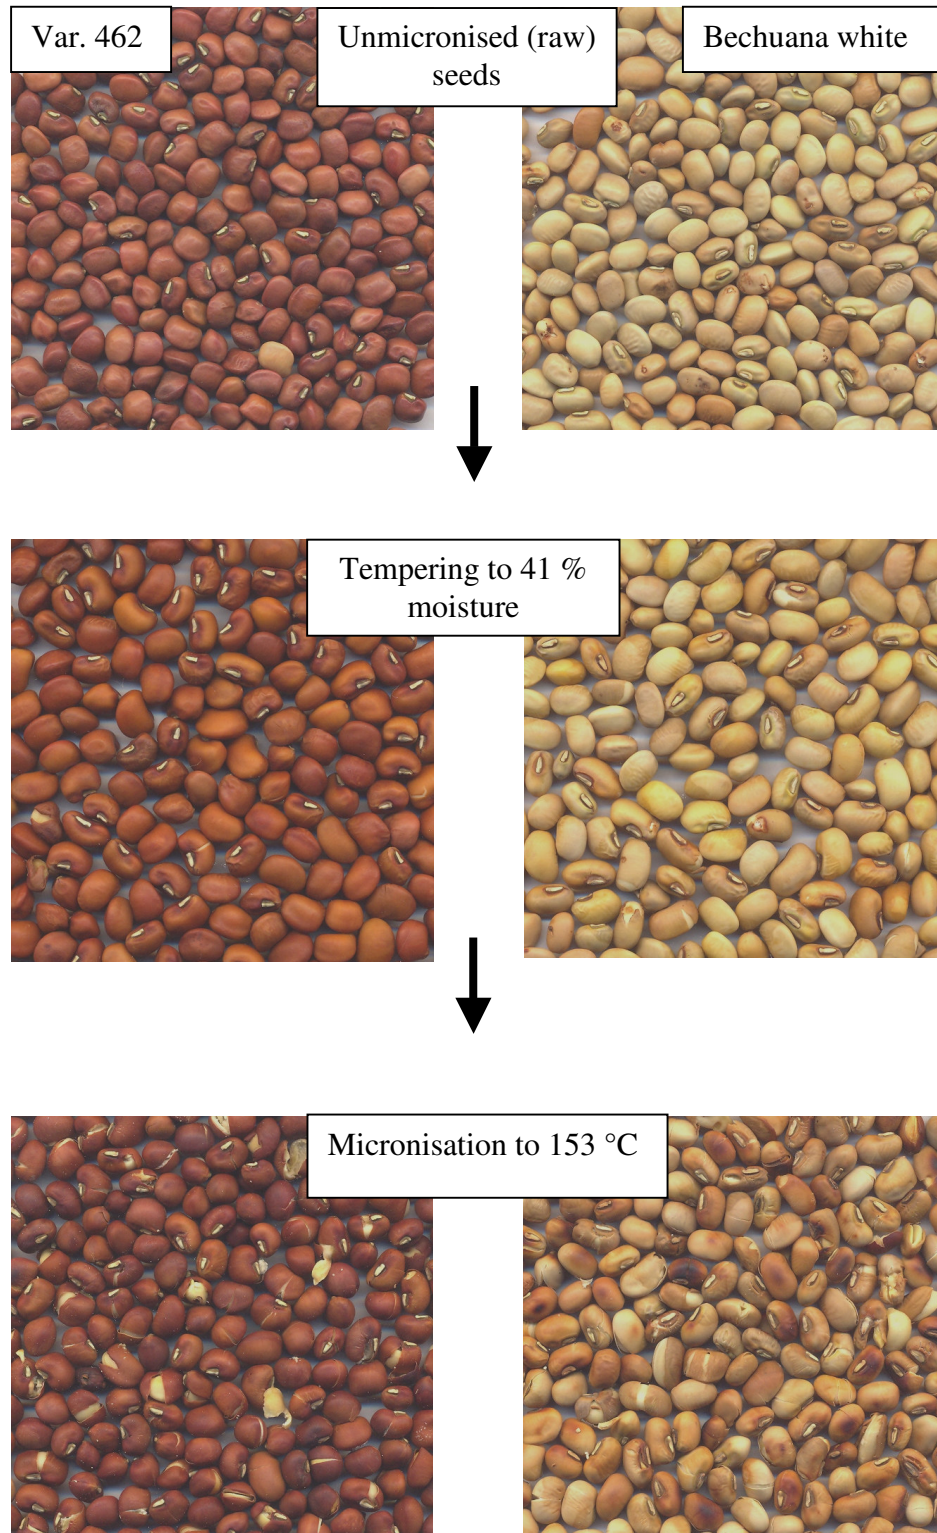 Var. 462
Unmicronised (raw)
seeds
Bechuana white
Tempering to 41 %
moisture
Micronisation to 153 °C